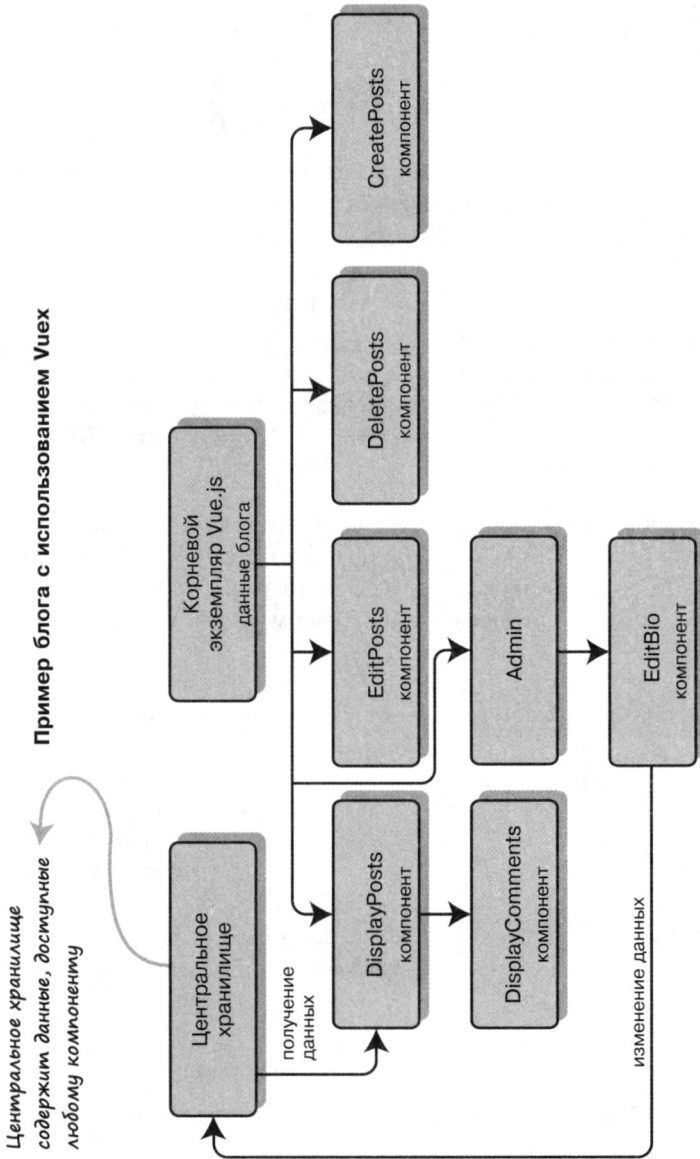 Центральное хранилище
содержит данные, доступные
любому компоненту
Пример блога с использованием Vuex
Центральное
хранилище
Корневой
экземпляр Vue.js
данные блога
получение
данных
DisplayPosts
компонент
EditPosts
компонент
DeletePosts
компонент
CreatePosts
компонент
DisplayComments
компонент
Admin
EditBio
компонент
изменение данных